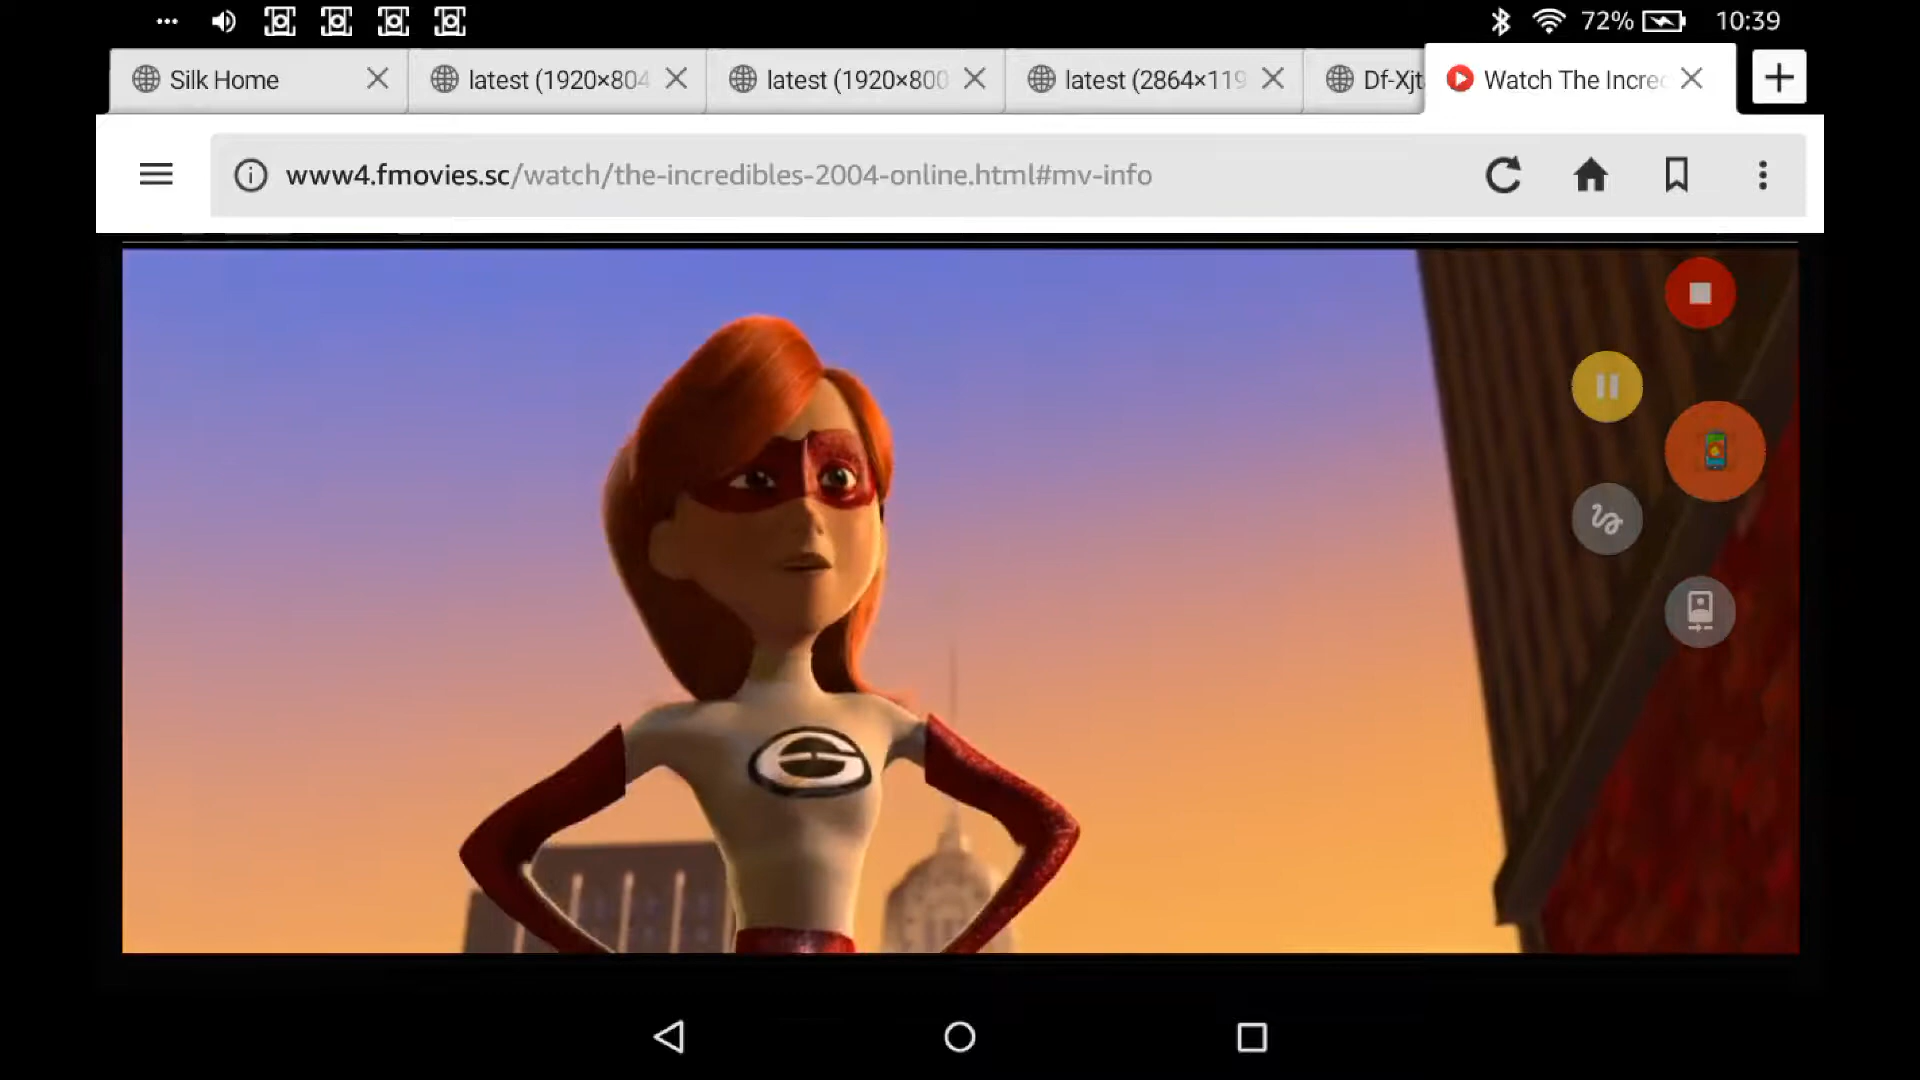 72% 10:39
Silk Home
latest (1920×804
latest (1920×800
latest (2864×119
Df-Xjt
Watch The Incre
www4.fmovies.sc/watch/the-incredibles-2004-online.html#mv-info